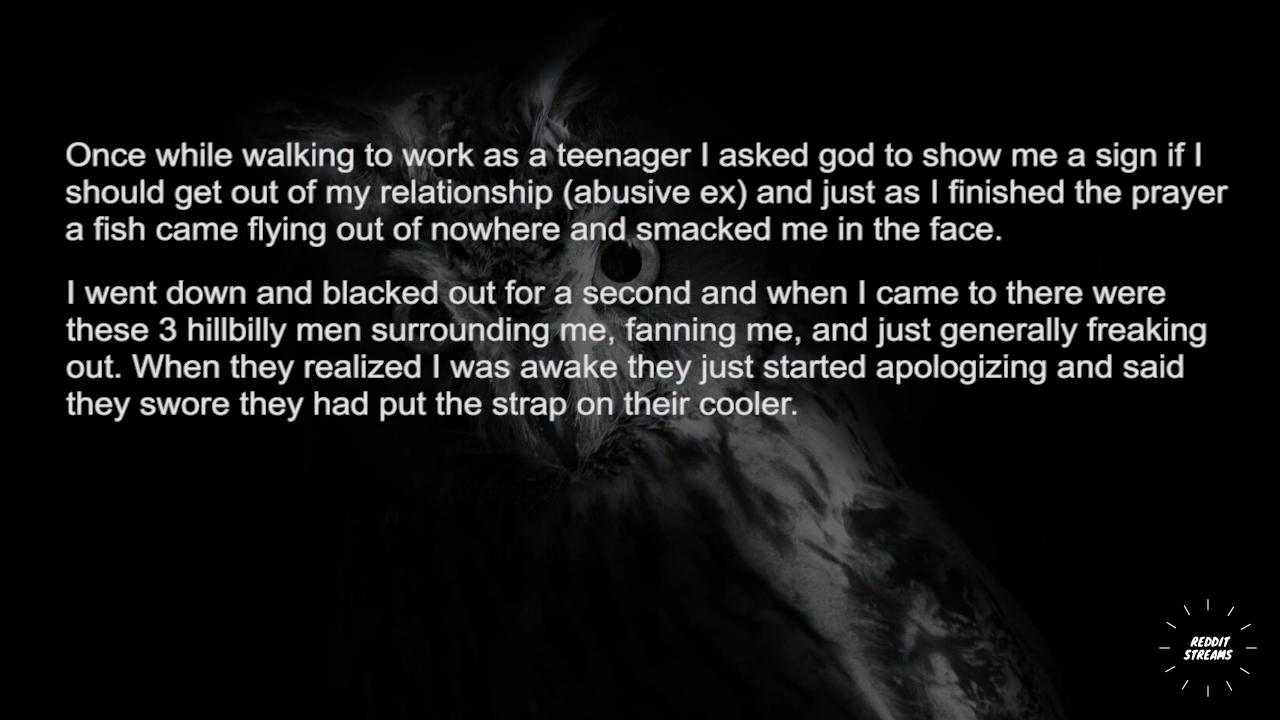 Once while walking to work as a teenager I asked god to show me a sign if I
should get out of my relationship (abusive ex) and just as I finished the prayer
a fish came flying out of nowhere and smacked me in the face.
I went down and blacked out for a second and when I came to there were
these 3 hillbilly men surrounding me, fanning me, and just generally freaking
out. When they realized I was awake they just started apologizing and said
they swore they had put the strap on their cooler.
REDDIT
STREAMS